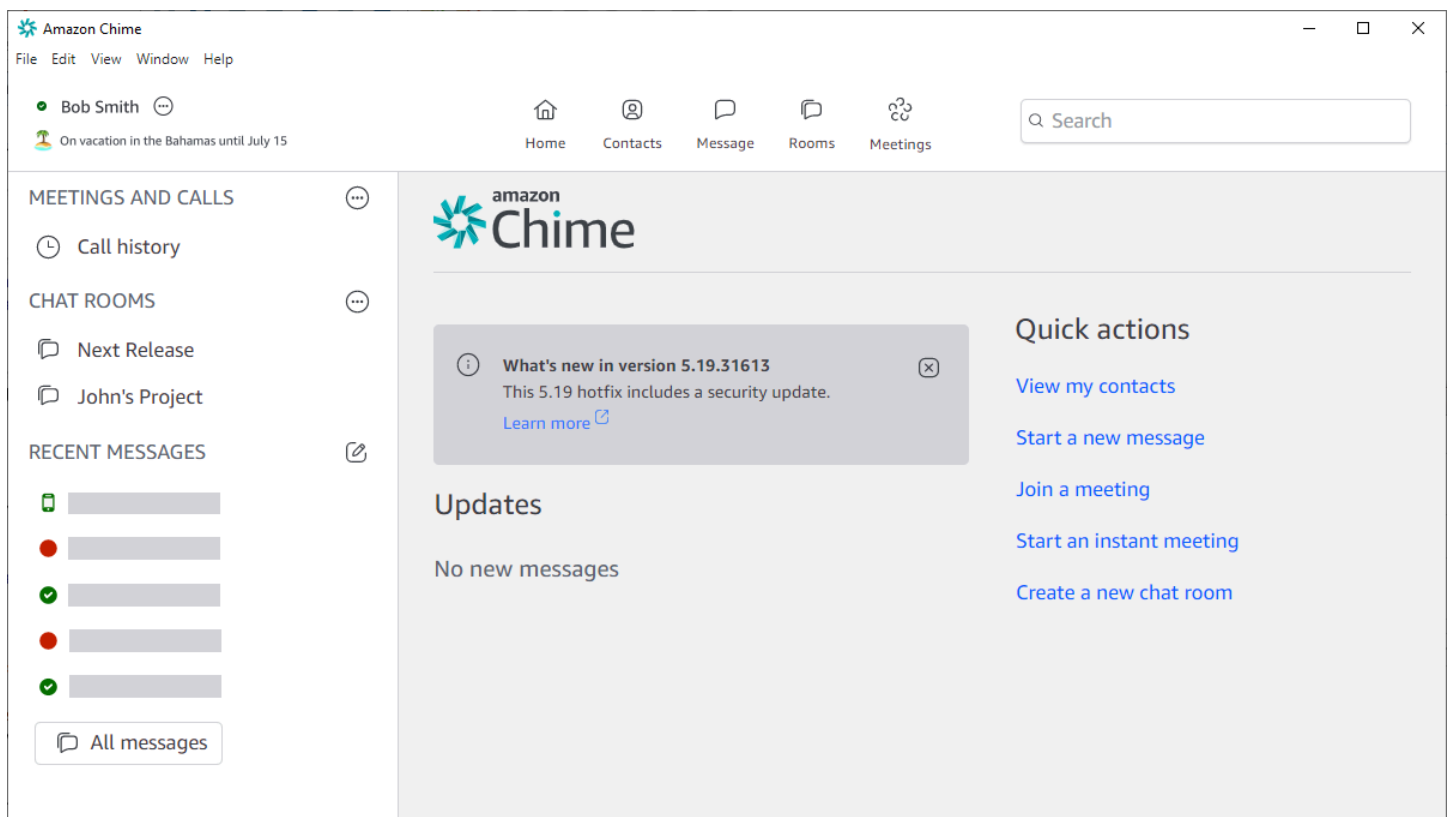 Amazon Chime
File Edit View Window Help
Bob Smith
On vacation in the Bahamas until July 15
Home Contacts Message Rooms Meetings
Search
MEETINGS AND CALLS
Call history
CHAT ROOMS
Next Release
John's Project
RECENT MESSAGES
All messages
amazon
Chime
What's new in version 5.19.31613
This 5.19 hotfix includes a security update.
Learn more
Updates
No new messages
Quick actions
View my contacts
Start a new message
Join a meeting
Start an instant meeting
Create a new chat room